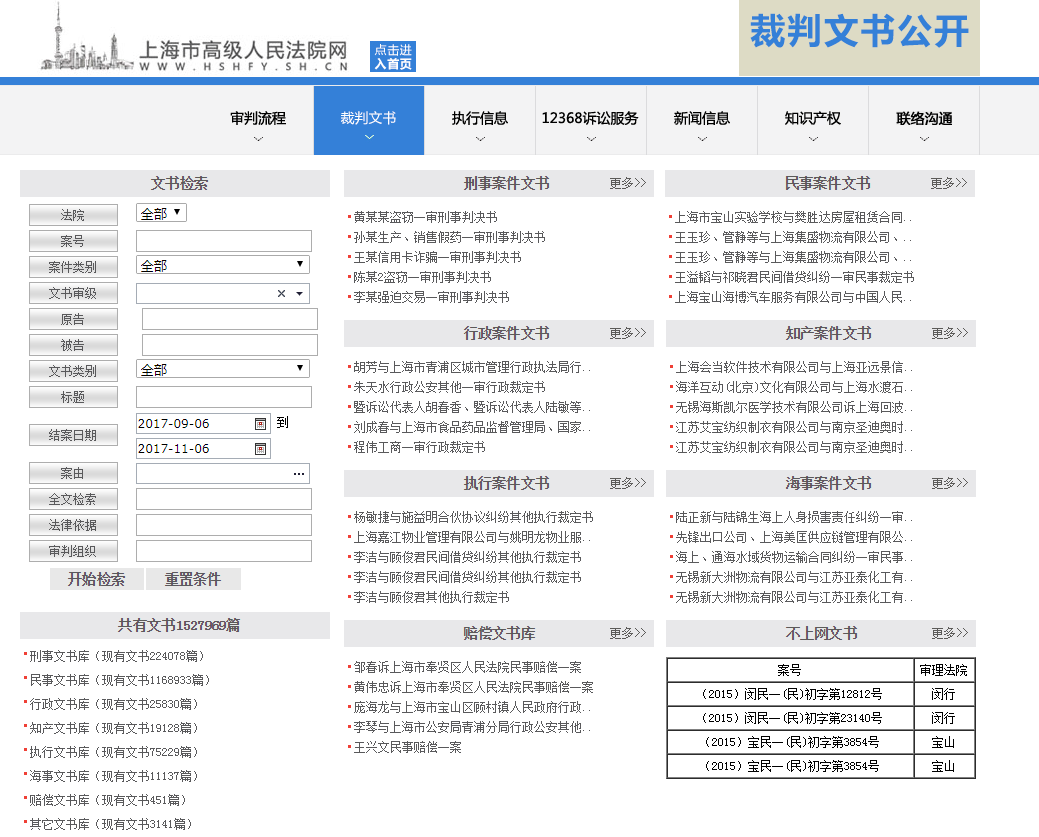 上海市高级人民法院网
WWW.HSHFY.SH.CN
点击进
入首页
裁判文书公开
审判流程 裁判文书 执行信息 12368诉讼服务 新闻信息 知识产权 联络沟通
文书检索
法院 全部
案号
案件类别 全部
文书审级
原告
被告
文书类别 全部
标题
结案日期 2017-09-06 到
2017-11-06
案由 ...
全文检索
法律依据
审判组织
开始检索 重置条件
共有文书1527969篇
刑事文书库（现有文书224078篇）
民事文书库（现有文书1168933篇）
行政文书库（现有文书25830篇）
知产文书库（现有文书19128篇）
执行文书库（现有文书75229篇）
海事文书库（现有文书11137篇）
赔偿文书库（现有文书451篇）
其它文书库（现有文书3141篇）
刑事案件文书 更多>>
黄某某盗窃一审刑事判决书
孙某生产、销售假药一审刑事判决书
王某信用卡诈骗一审刑事判决书
陈某2盗窃一审刑事判决书
李某强迫交易一审刑事判决书
民事案件文书 更多>>
上海市宝山实验学校与樊胜达房屋租赁合同..
王玉珍、管静等与上海集盛物流有限公司、..
王玉珍、管静等与上海集盛物流有限公司、..
王溢韬与祁晓君民间借贷纠纷一审民事裁定书
上海宝山海博汽车服务有限公司与中国人民..
行政案件文书 更多>>
胡芳与上海市青浦区城市管理行政执法局行..
朱天水行政公安其他一审行政裁定书
暨诉讼代表人胡春香、暨诉讼代表人陆敏等..
刘成春与上海市食品药品监督管理局、国家..
程伟工商一审行政裁定书
知产案件文书 更多>>
上海会当软件技术有限公司与上海亚远景信..
海洋互动(北京)文化有限公司与上海水渡石..
无锡海斯凯尔医学技术有限公司诉上海回波..
江苏艾宝纺织制衣有限公司与南京圣迪奥时..
江苏艾宝纺织制衣有限公司与南京圣迪奥时..
执行案件文书 更多>>
杨敏捷与施益明合伙协议纠纷其他执行裁定书
上海嘉江物业管理有限公司与姚明龙物业服..
李洁与顾俊君民间借贷纠纷其他执行裁定书
李洁与顾俊君民间借贷纠纷其他执行裁定书
李洁与顾俊君其他执行裁定书
海事案件文书 更多>>
陆正新与陆锦生海上人身损害责任纠纷一审..
先锋出口公司、上海美匡供应链管理有限公..
海上、通海水域货物运输合同纠纷一审民事..
无锡新大洲物流有限公司与江苏亚泰化工有..
无锡新大洲物流有限公司与江苏亚泰化工有..
赔偿文书库 更多>>
邹春诉上海市奉贤区人民法院民事赔偿一案
黄伟忠诉上海市奉贤区人民法院民事赔偿一案
庞海龙与上海市宝山区顾村镇人民政府行政..
李琴与上海市公安局青浦分局行政公安其他..
王兴文民事赔偿一案
不上网文书 更多>>
案号 审理法院
（2015）闵民一(民)初字第12812号 闵行
（2015）闵民一(民)初字第23140号 闵行
（2015）宝民一(民)初字第3854号 宝山
（2015）宝民一(民)初字第3854号 宝山